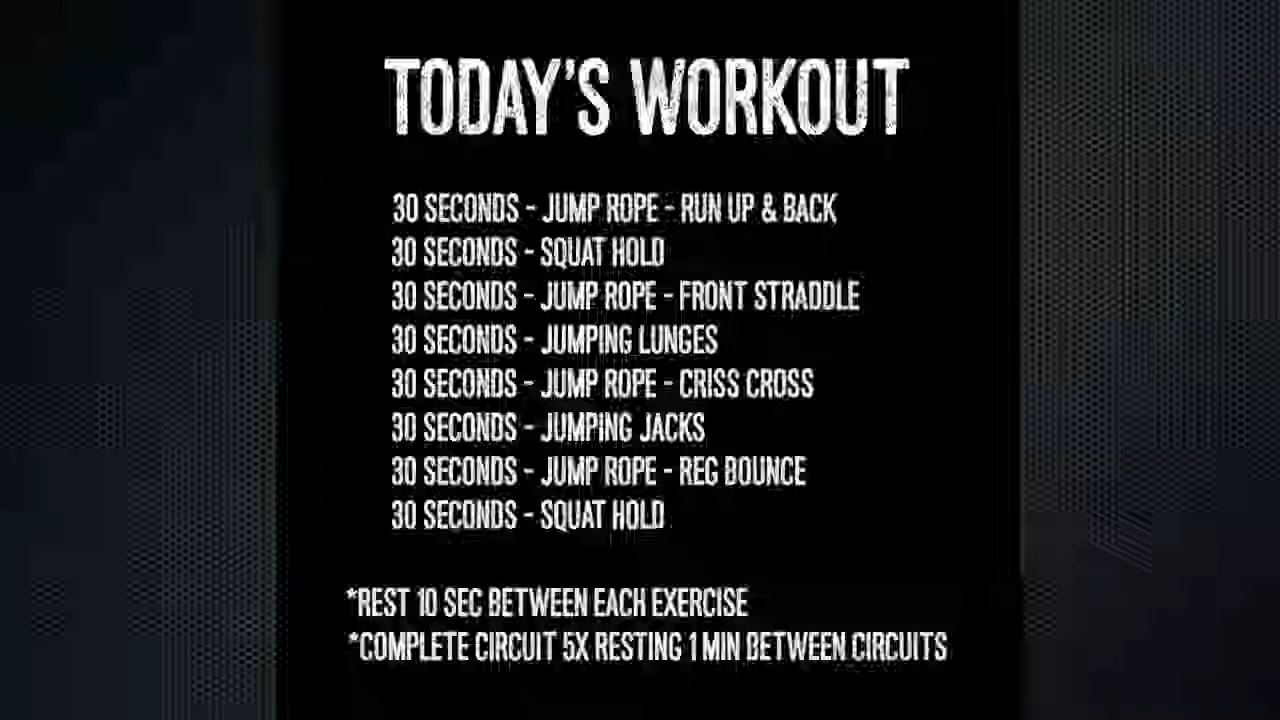 TODAY'S WORKOUT
30 SECONDS - JUMP ROPE - RUN UP & BACK
30 SECONDS - SQUAT HOLD
30 SECONDS - JUMP ROPE - FRONT STRADDLE
30 SECONDS - JUMPING LUNGES
30 SECONDS - JUMP ROPE - CRISS CROSS
30 SECONDS - JUMPING JACKS
30 SECONDS - JUMP ROPE - REG BOUNCE
30 SECONDS - SQUAT HOLD
*REST 10 SEC BETWEEN EACH EXERCISE
*COMPLETE CIRCUIT 5X RESTING 1 MIN BETWEEN CIRCUITS